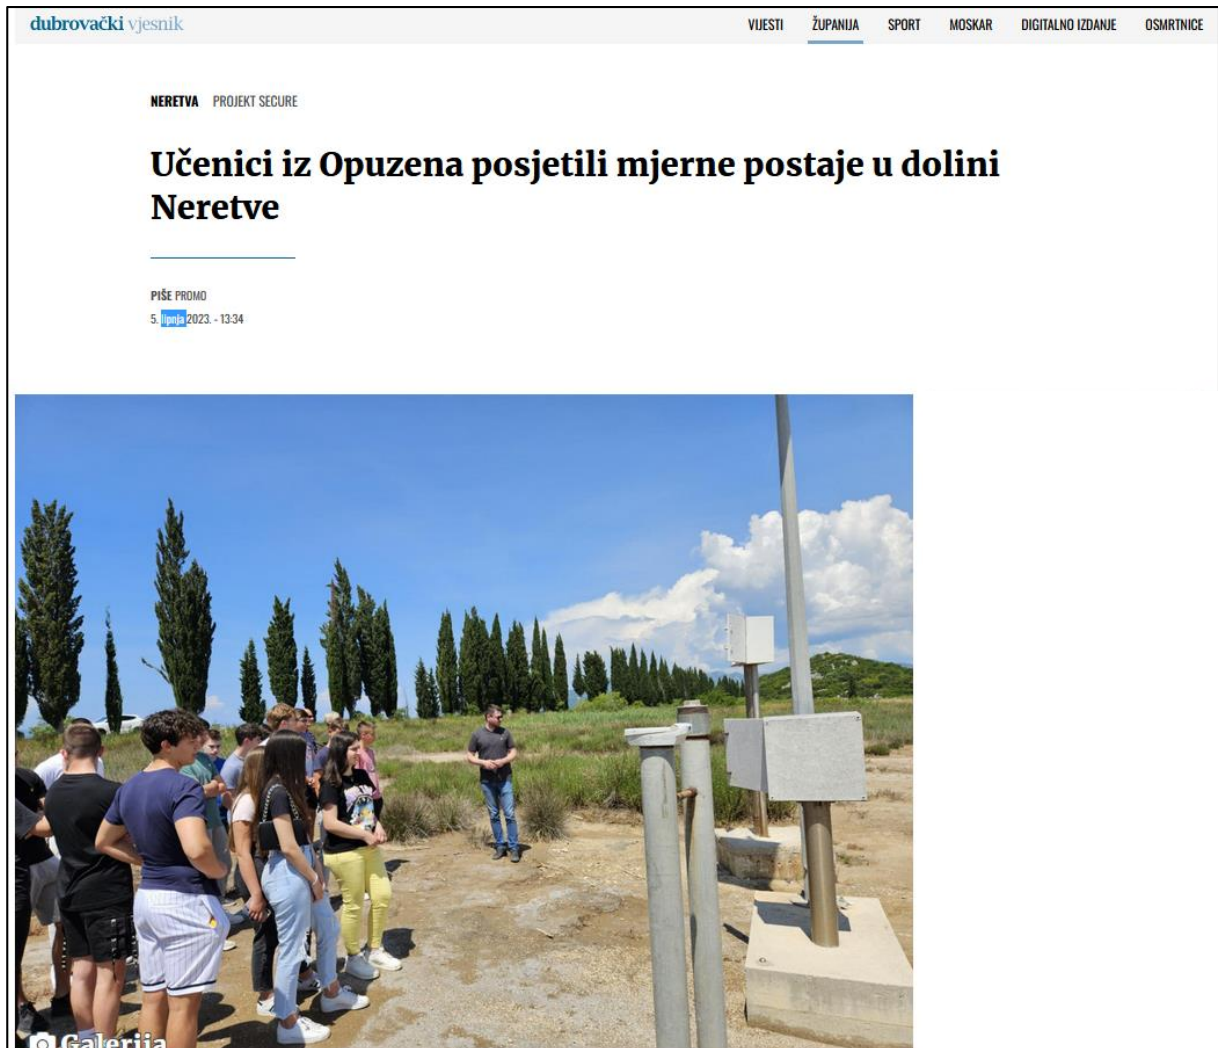 dubrovački vjesnik
VIJESTI ŽUPANIJA SPORT MOSKAR DIGITALNO IZDANJE OSMRTNICE
NERETVA PROJEKT SECURE
Učenici iz Opuzena posjetili mjerne postaje u dolini
Neretve
PIŠE PROMO
5. lipnja 2023. - 13:34
Galerija